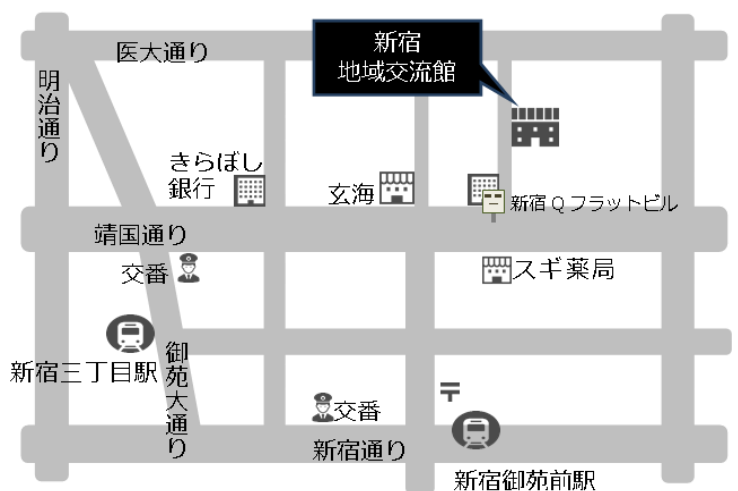 新宿
地域交流館
医大通り
明治通り
きらぼし
銀行
玄海
新宿Qフラットビル
靖国通り
交番
スギ薬局
新宿三丁目駅
御苑大通り
〒
交番
新宿通り
新宿御苑前駅